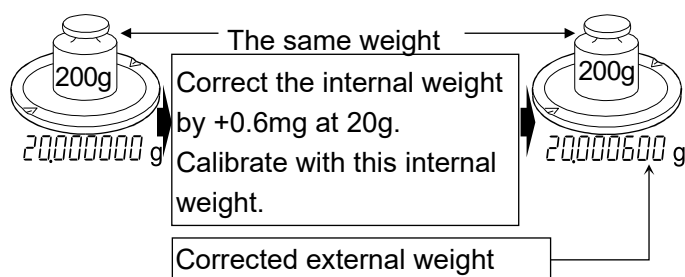 The same weight
200g
200g
Correct the internal weight
by +0.6mg at 20g.
Calibrate with this internal
weight.
20.000000 g
20.000600 g
Corrected external weight